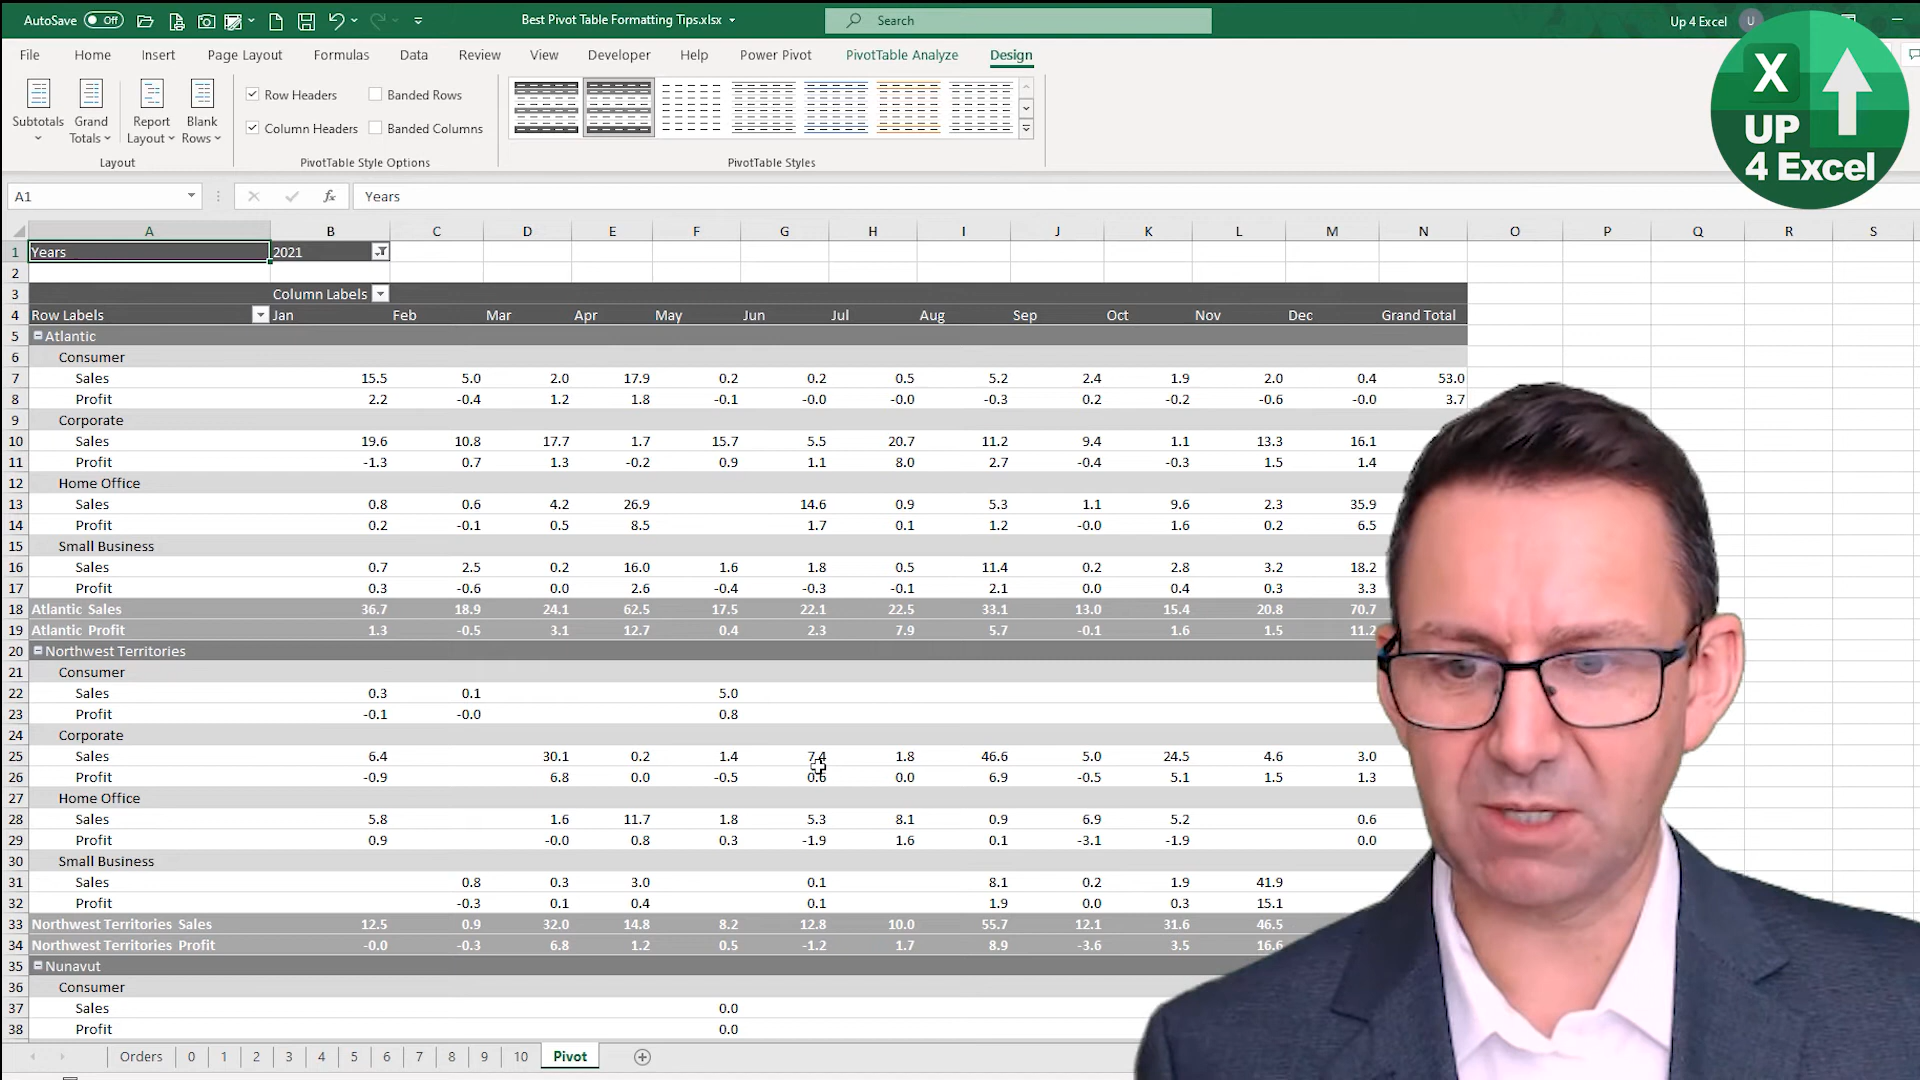 AutoSave Off Best Pivot Table Formatting Tips.xlsx Search Up 4 Excel U
File Home Insert Page Layout Formulas Data Review View Developer Help Power Pivot PivotTable Analyze Design
Subtotals Grand Totals Report Layout Blank Rows
Row Headers Banded Rows
Column Headers Banded Columns
Layout PivotTable Style Options PivotTable Styles
X
UP
4 Excel
A1 fx Years
A B C D E F G H I J K L M N O P Q R S
1 Years 2021
2
3 Column Labels
4 Row Labels Jan Feb Mar Apr May Jun Jul Aug Sep Oct Nov Dec Grand Total
5 Atlantic
6 Consumer
7 Sales 15.5 5.0 2.0 17.9 0.2 0.2 0.5 5.2 2.4 1.9 2.0 0.4 53.0
8 Profit 2.2 -0.4 1.2 1.8 -0.1 -0.0 -0.0 -0.3 0.2 -0.2 -0.6 -0.0 3.7
9 Corporate
10 Sales 19.6 10.8 17.7 1.7 15.7 5.5 20.7 11.2 9.4 1.1 13.3 16.1
11 Profit -1.3 0.7 1.3 -0.2 0.9 1.1 8.0 2.7 -0.4 -0.3 1.5 1.4
12 Home Office
13 Sales 0.8 0.6 4.2 26.9 14.6 0.9 5.3 1.1 9.6 2.3 35.9
14 Profit 0.2 -0.1 0.5 8.5 1.7 0.1 1.2 -0.0 1.6 0.2 6.5
15 Small Business
16 Sales 0.7 2.5 0.2 16.0 1.6 1.8 0.5 11.4 0.2 2.8 3.2 18.2
17 Profit 0.3 -0.6 0.0 2.6 -0.4 -0.3 -0.1 2.1 0.0 0.4 0.3 3.3
18 Atlantic Sales 36.7 18.9 24.1 62.5 17.5 22.1 22.5 33.1 13.0 15.4 20.8 70.7
19 Atlantic Profit 1.3 -0.5 3.1 12.7 0.4 2.3 7.9 5.7 -0.1 1.6 1.5 11.2
20 Northwest Territories
21 Consumer
22 Sales 0.3 0.1 5.0
23 Profit -0.1 -0.0 0.8
24 Corporate
25 Sales 6.4 30.1 0.2 1.4 7.4 1.8 46.6 5.0 24.5 4.6 3.0
26 Profit -0.9 6.8 0.0 -0.5 0.6 0.0 6.9 -0.5 5.1 1.5 1.3
27 Home Office
28 Sales 5.8 1.6 11.7 1.8 5.3 8.1 0.9 6.9 5.2 0.6
29 Profit 0.9 -0.0 0.8 0.3 -1.9 1.6 0.1 -3.1 -1.9 0.0
30 Small Business
31 Sales 0.8 0.3 3.0 0.1 8.1 0.2 1.9 41.9
32 Profit -0.3 0.1 0.4 0.1 1.9 0.0 0.3 15.1
33 Northwest Territories Sales 12.5 0.9 32.0 14.8 8.2 12.8 10.0 55.7 12.1 31.6 46.5
34 Northwest Territories Profit -0.0 -0.3 6.8 1.2 0.5 -1.2 1.7 8.9 -3.6 3.5 16.6
35 Nunavut
36 Consumer
37 Sales 0.0
38 Profit 0.0
Orders 0 1 2 3 4 5 6 7 8 9 10 Pivot